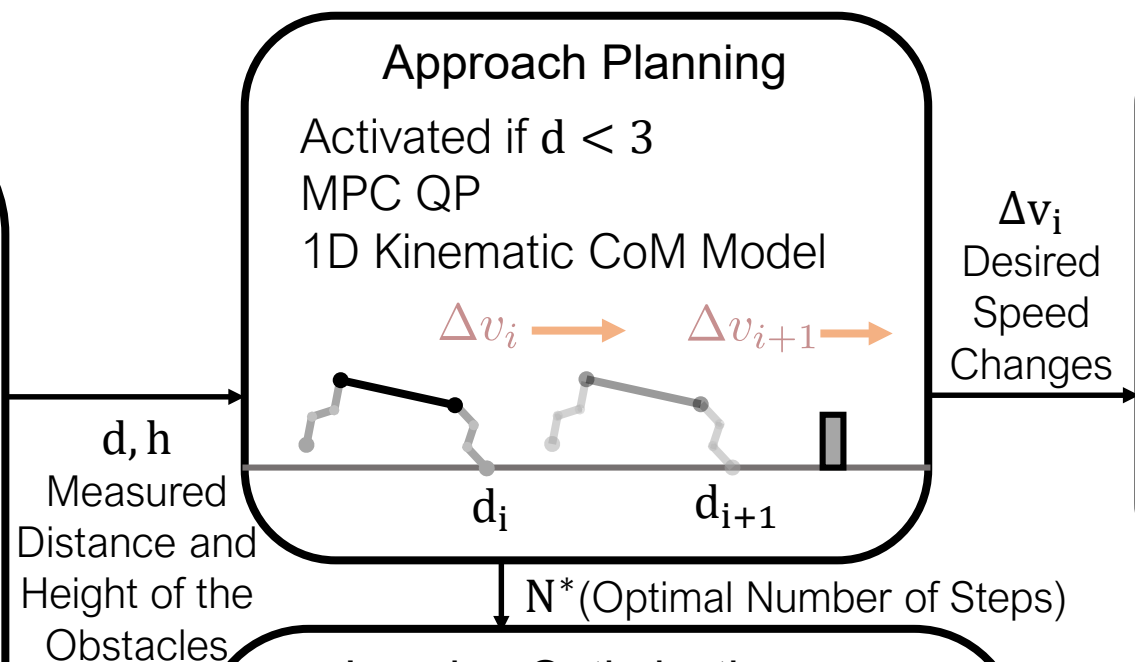 Approach Planning
Activated if d < 3
MPC QP
1D Kinematic CoM Model
Δv_i
Δv_{i+1}
d_i
d_{i+1}
d, h
Measured
Distance and
Height of the
Obstacles
Δv_i
Desired
Speed
Changes
N*(Optimal Number of Steps)